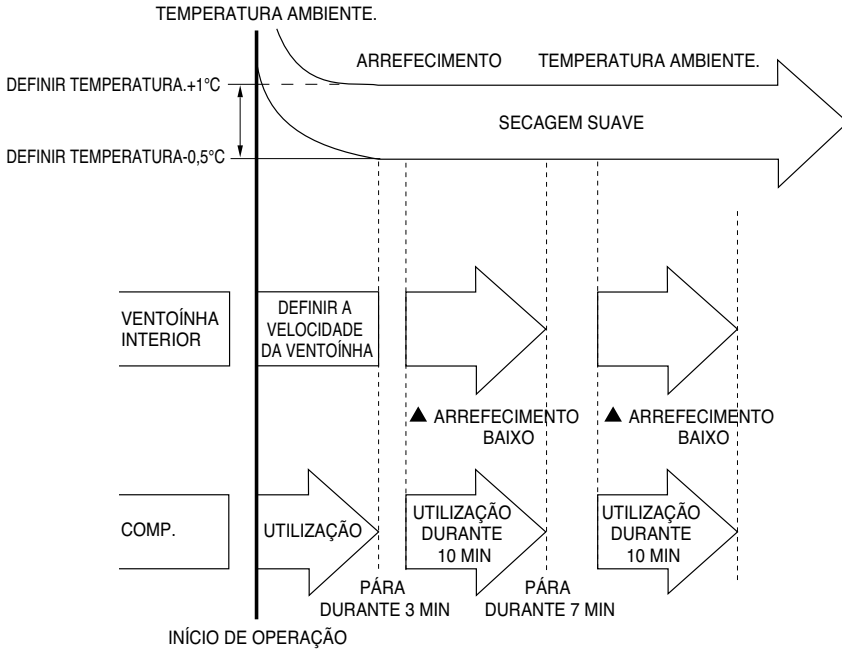 TEMPERATURA AMBIENTE.
ARREFECIMENTO
TEMPERATURA AMBIENTE.
DEFINIR TEMPERATURA.+1°C
SECAGEM SUAVE
DEFINIR TEMPERATURA-0,5°C
VENTOÍNHA
INTERIOR
DEFINIR A
VELOCIDADE
DA VENTOÍNHA
▲ ARREFECIMENTO
BAIXO
▲ ARREFECIMENTO
BAIXO
COMP.
UTILIZAÇÃO
UTILIZAÇÃO
DURANTE
10 MIN
UTILIZAÇÃO
DURANTE
10 MIN
PÁRA
DURANTE 3 MIN
PÁRA
DURANTE 7 MIN
INÍCIO DE OPERAÇÃO